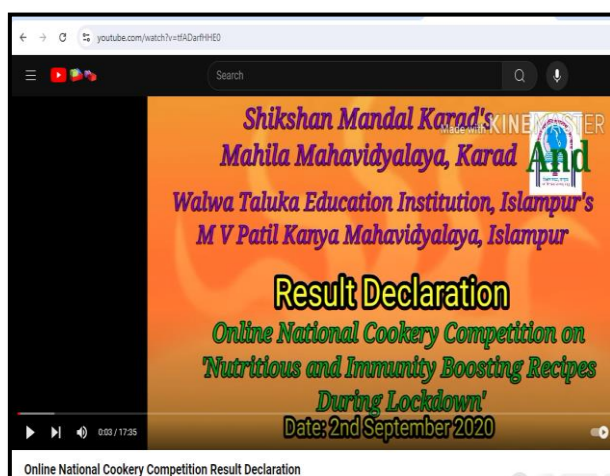 youtube.com/watch?v=tfADarfHHE0
Search
Shikshan Mandal Karad's
Made with KINEMASTER
Mahila Mahavidyalaya, Karad And
Walwa Taluka Education Institution, Islampur's
M V Patil Kanya Mahavidyalaya, Islampur
Result Declaration
Online National Cookery Competition on
'Nutritious and Immunity Boosting Recipes
During Lockdown'
Date: 2nd September 2020
0:03 / 17:35
Online National Cookery Competition Result Declaration